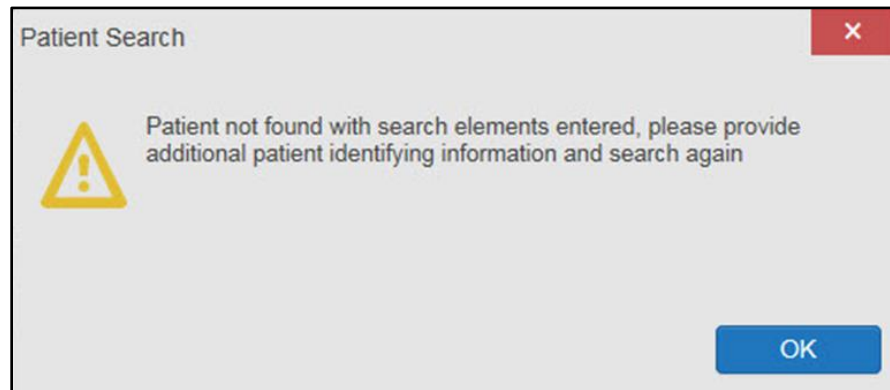 Patient Search
Patient not found with search elements entered, please provide
additional patient identifying information and search again
OK